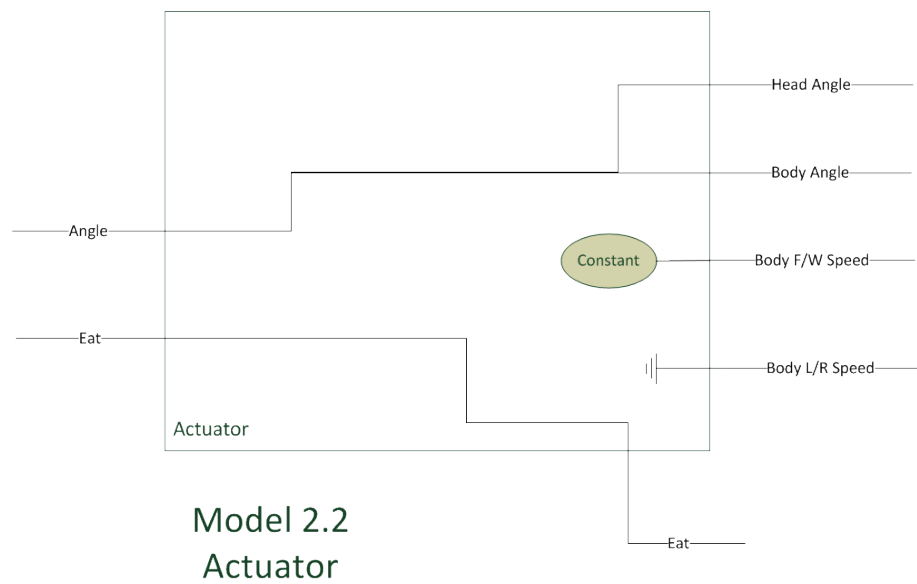 Head Angle
Body Angle
Angle
Constant
Body F/W Speed
Eat
Body L/R Speed
Actuator
Model 2.2
Actuator
Eat